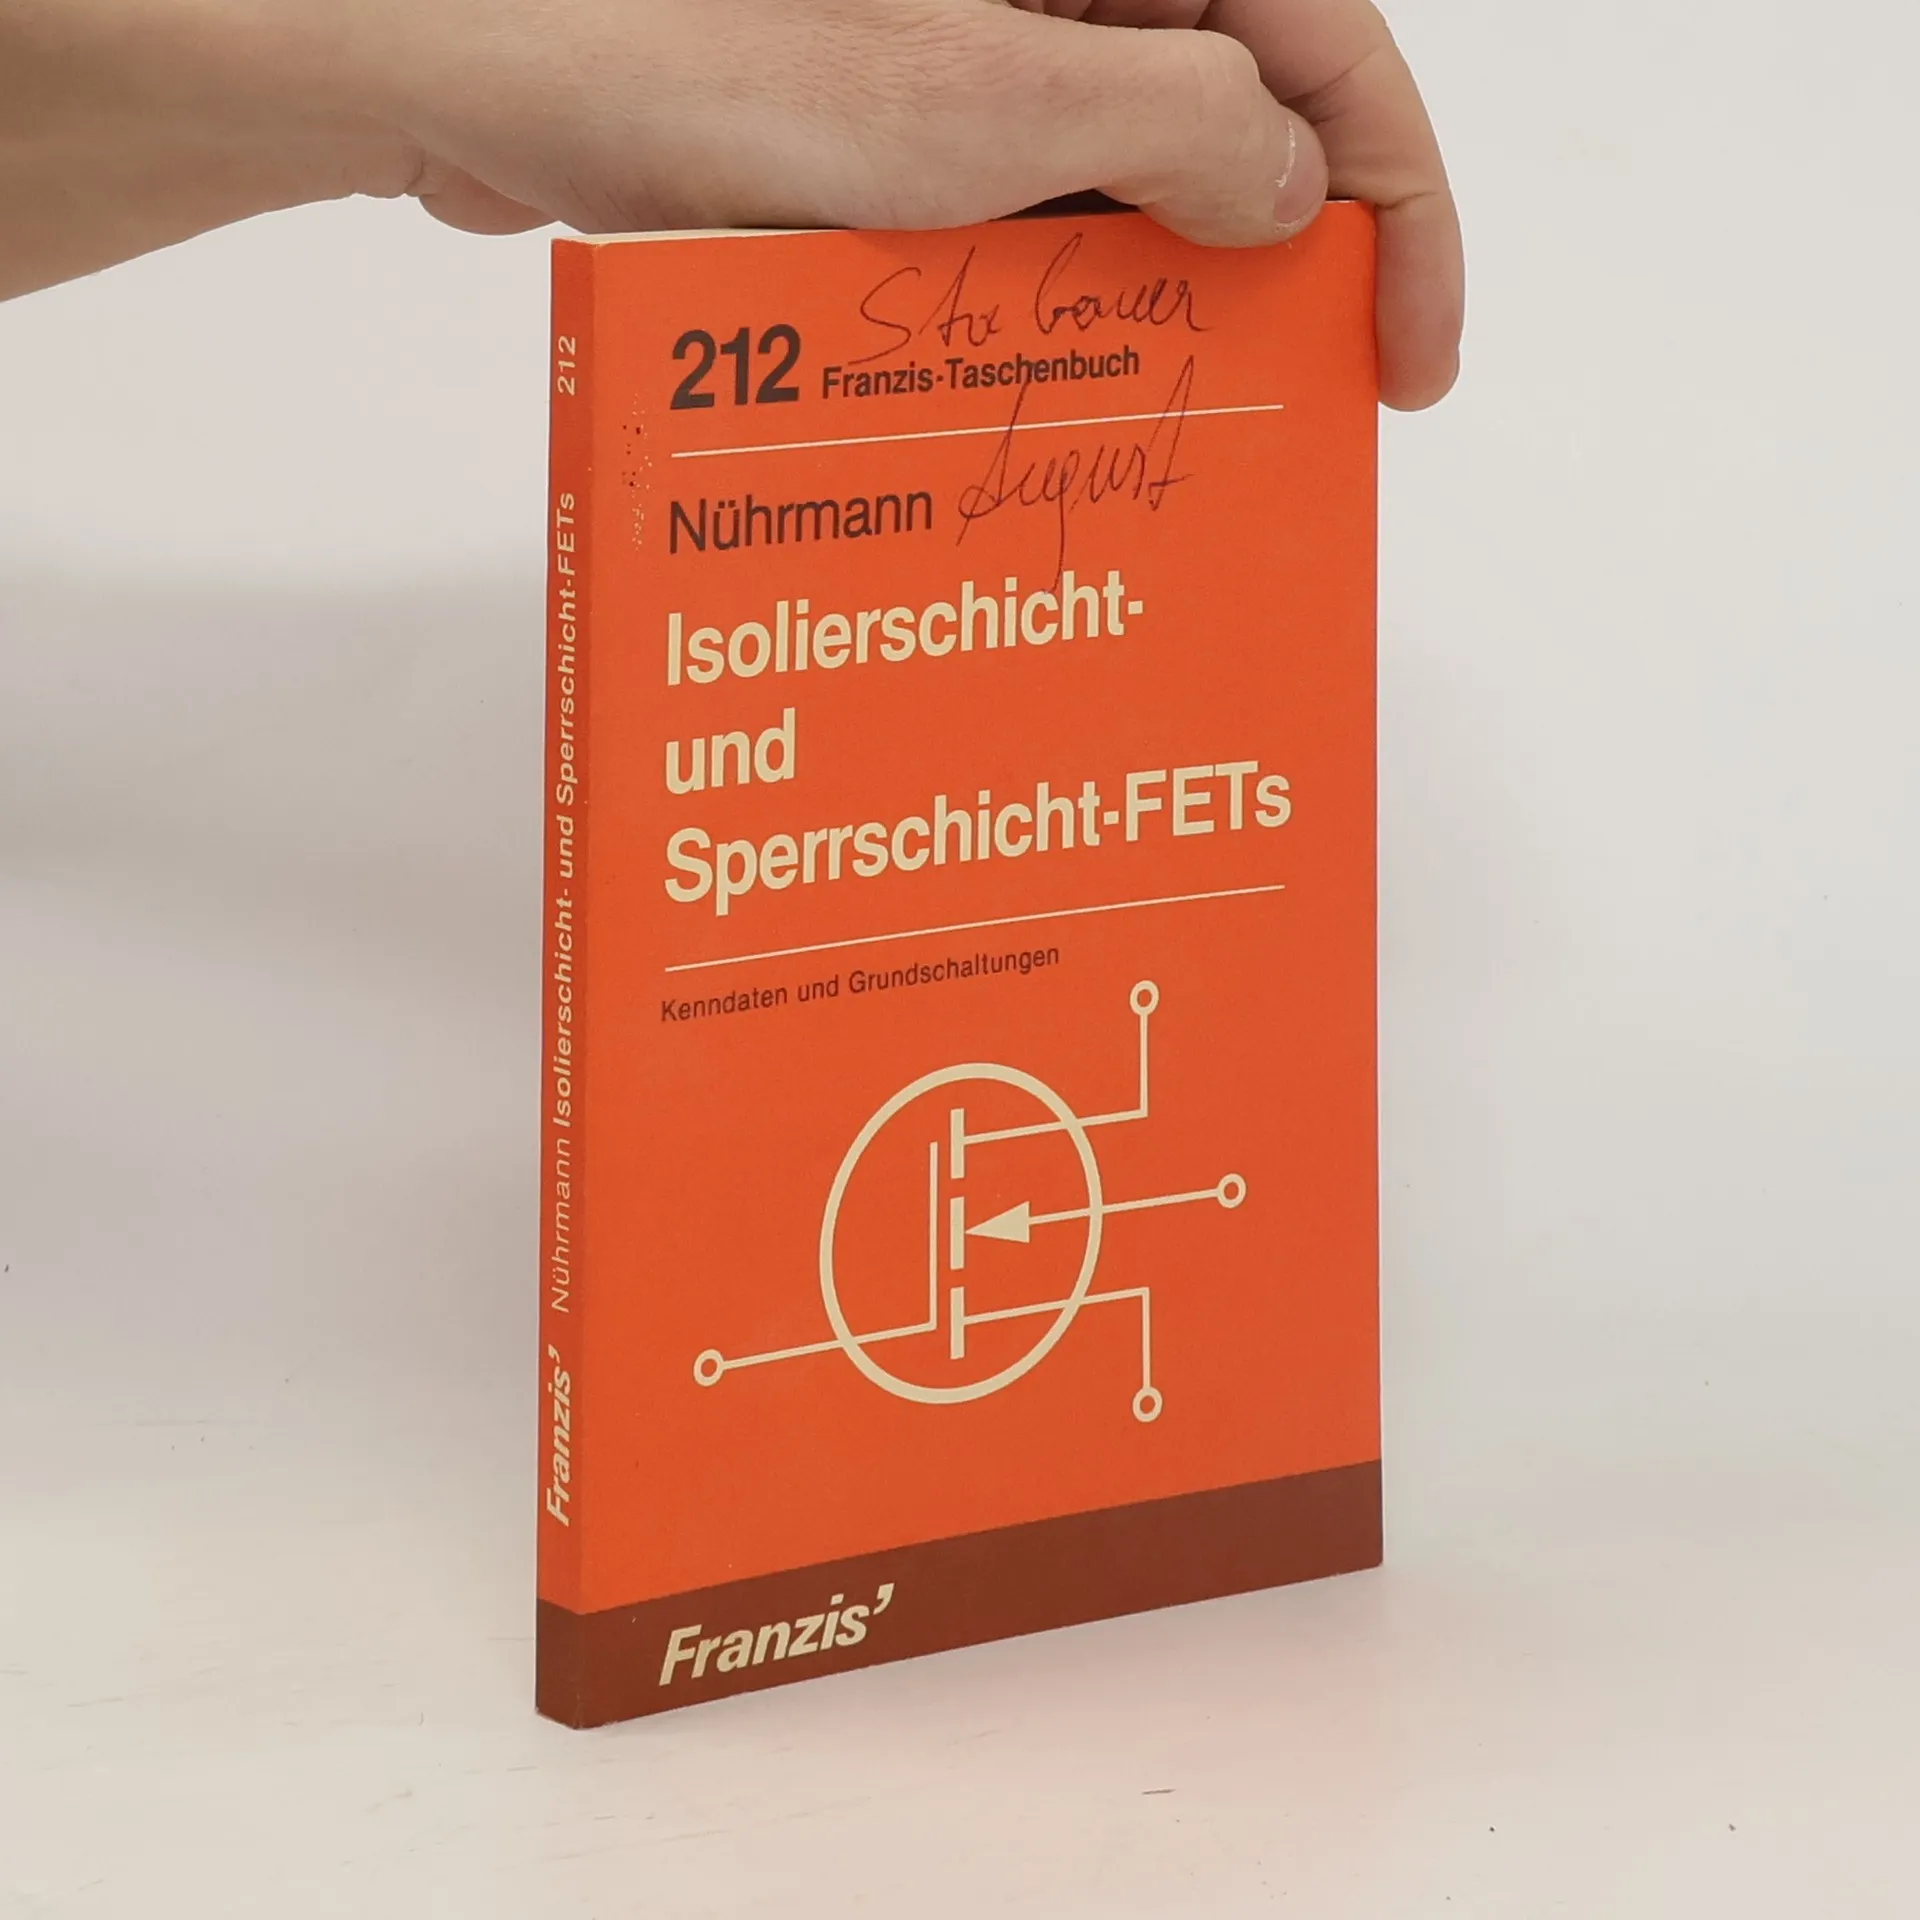 212 Franzis-Taschenbuch
Nührmann August
Isolierschicht-
und
Sperrschicht-FETs
Kenndaten und Grundschaltungen
Franzis’
Franzis’ Nührmann Isolierschicht- und Sperrschicht-FETs 212